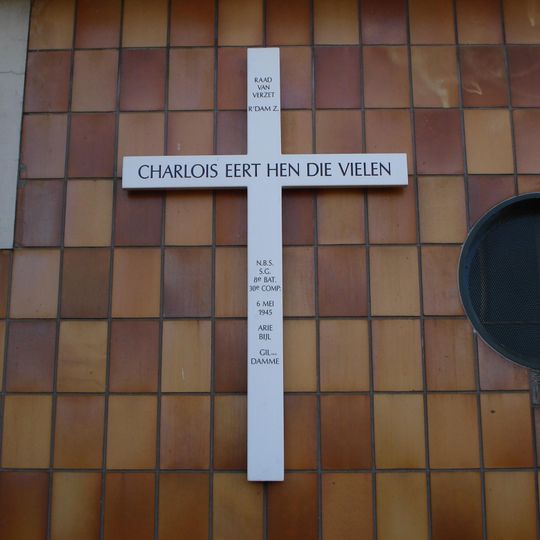 RAAD
VAN
VERZET
R'DAM Z.
CHARLOIS EERT HEN DIE VIELEN
N.B.S.
S.G.
8e BAT.
30e COMP.
6 MEI
1945
ARIE
BIJL
GIL
DAMME